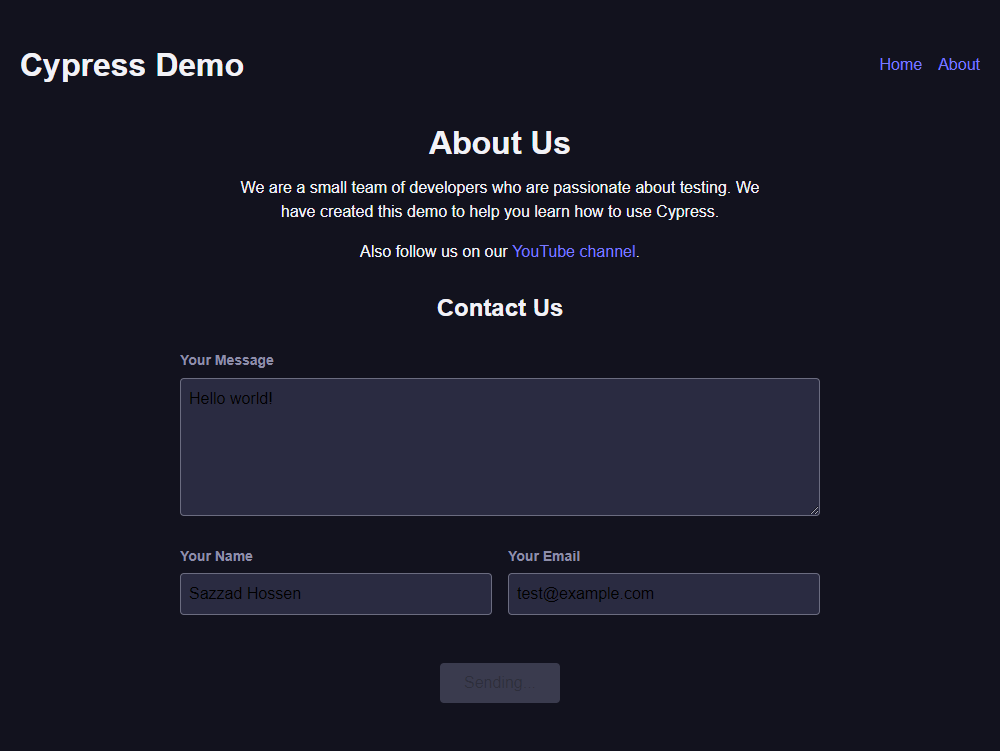 Cypress Demo
Home About
About Us
We are a small team of developers who are passionate about testing. We
have created this demo to help you learn how to use Cypress.
Also follow us on our YouTube channel.
Contact Us
Your Message
Hello world!
Your Name
Your Email
Sazzad Hossen
test@example.com
Sending...